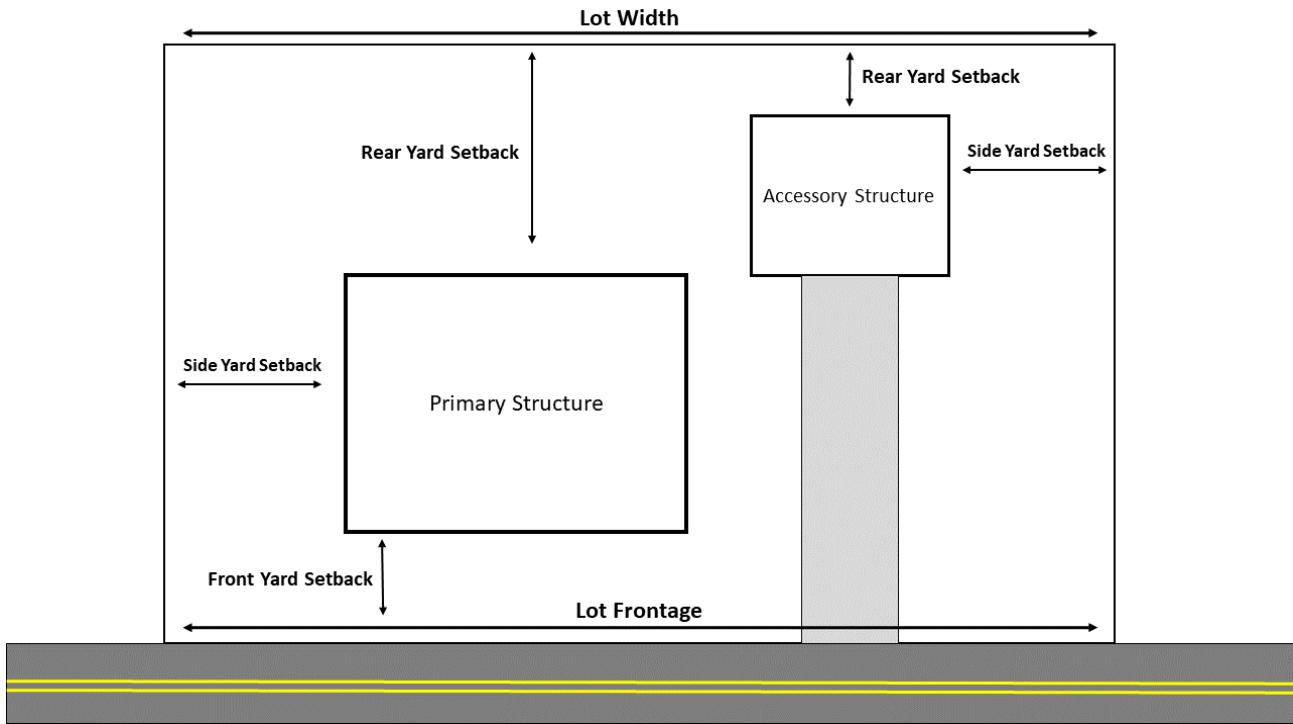 Lot Width
Rear Yard Setback
Rear Yard Setback
Side Yard Setback
Accessory Structure
Side Yard Setback
Primary Structure
Front Yard Setback
Lot Frontage